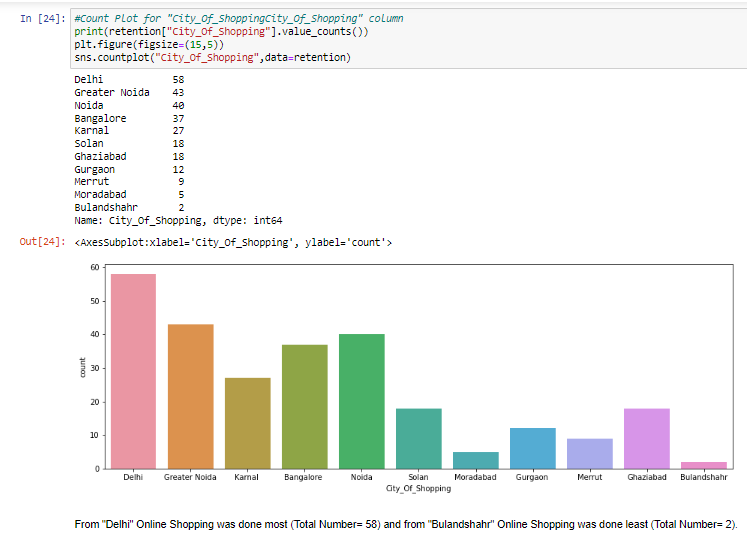 In [24]: #Count Plot for "City_Of_ShoppingCity_Of_Shopping" column
print(retention["City_Of_Shopping"].value_counts())
plt.figure(figsize=(15,5))
sns.countplot("City_Of_Shopping",data=retention)
Delhi 58
Greater Noida 43
Noida 40
Bangalore 37
Karnal 27
Solan 18
Ghaziabad 18
Gurgaon 12
Merrut 9
Moradabad 5
Bulandshahr 2
Name: City_Of_Shopping, dtype: int64
Out[24]: <AxesSubplot:xlabel='City_Of_Shopping', ylabel='count'>
60
50
40
30
20
10
0
count
Delhi Greater Noida Karnal Bangalore Noida Solan Moradabad Gurgaon Merrut Ghaziabad Bulandshahr
City_Of_Shopping
From "Delhi" Online Shopping was done most (Total Number= 58) and from "Bulandshahr" Online Shopping was done least (Total Number= 2).